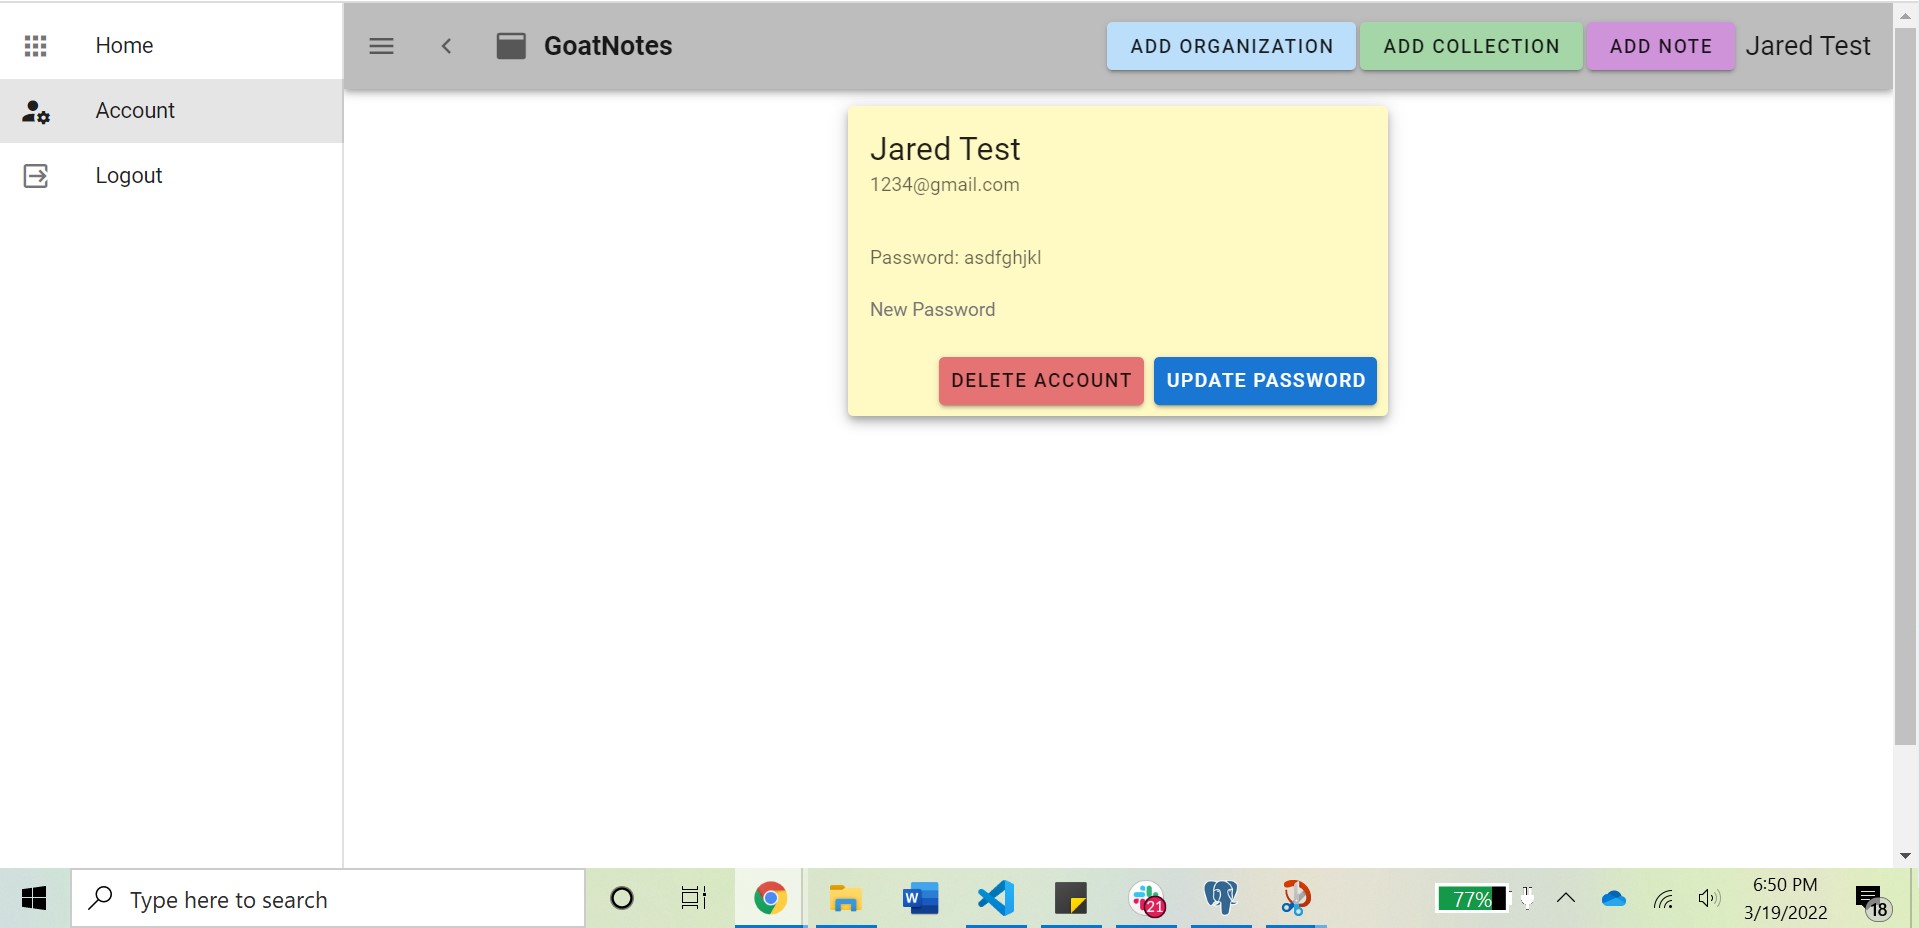 Home
Account
Logout
GoatNotes
ADD ORGANIZATION
ADD COLLECTION
ADD NOTE
Jared Test
Jared Test
1234@gmail.com
Password: asdfghjkl
New Password
DELETE ACCOUNT
UPDATE PASSWORD
Type here to search
W
21
77%
6:50 PM
3/19/2022
18